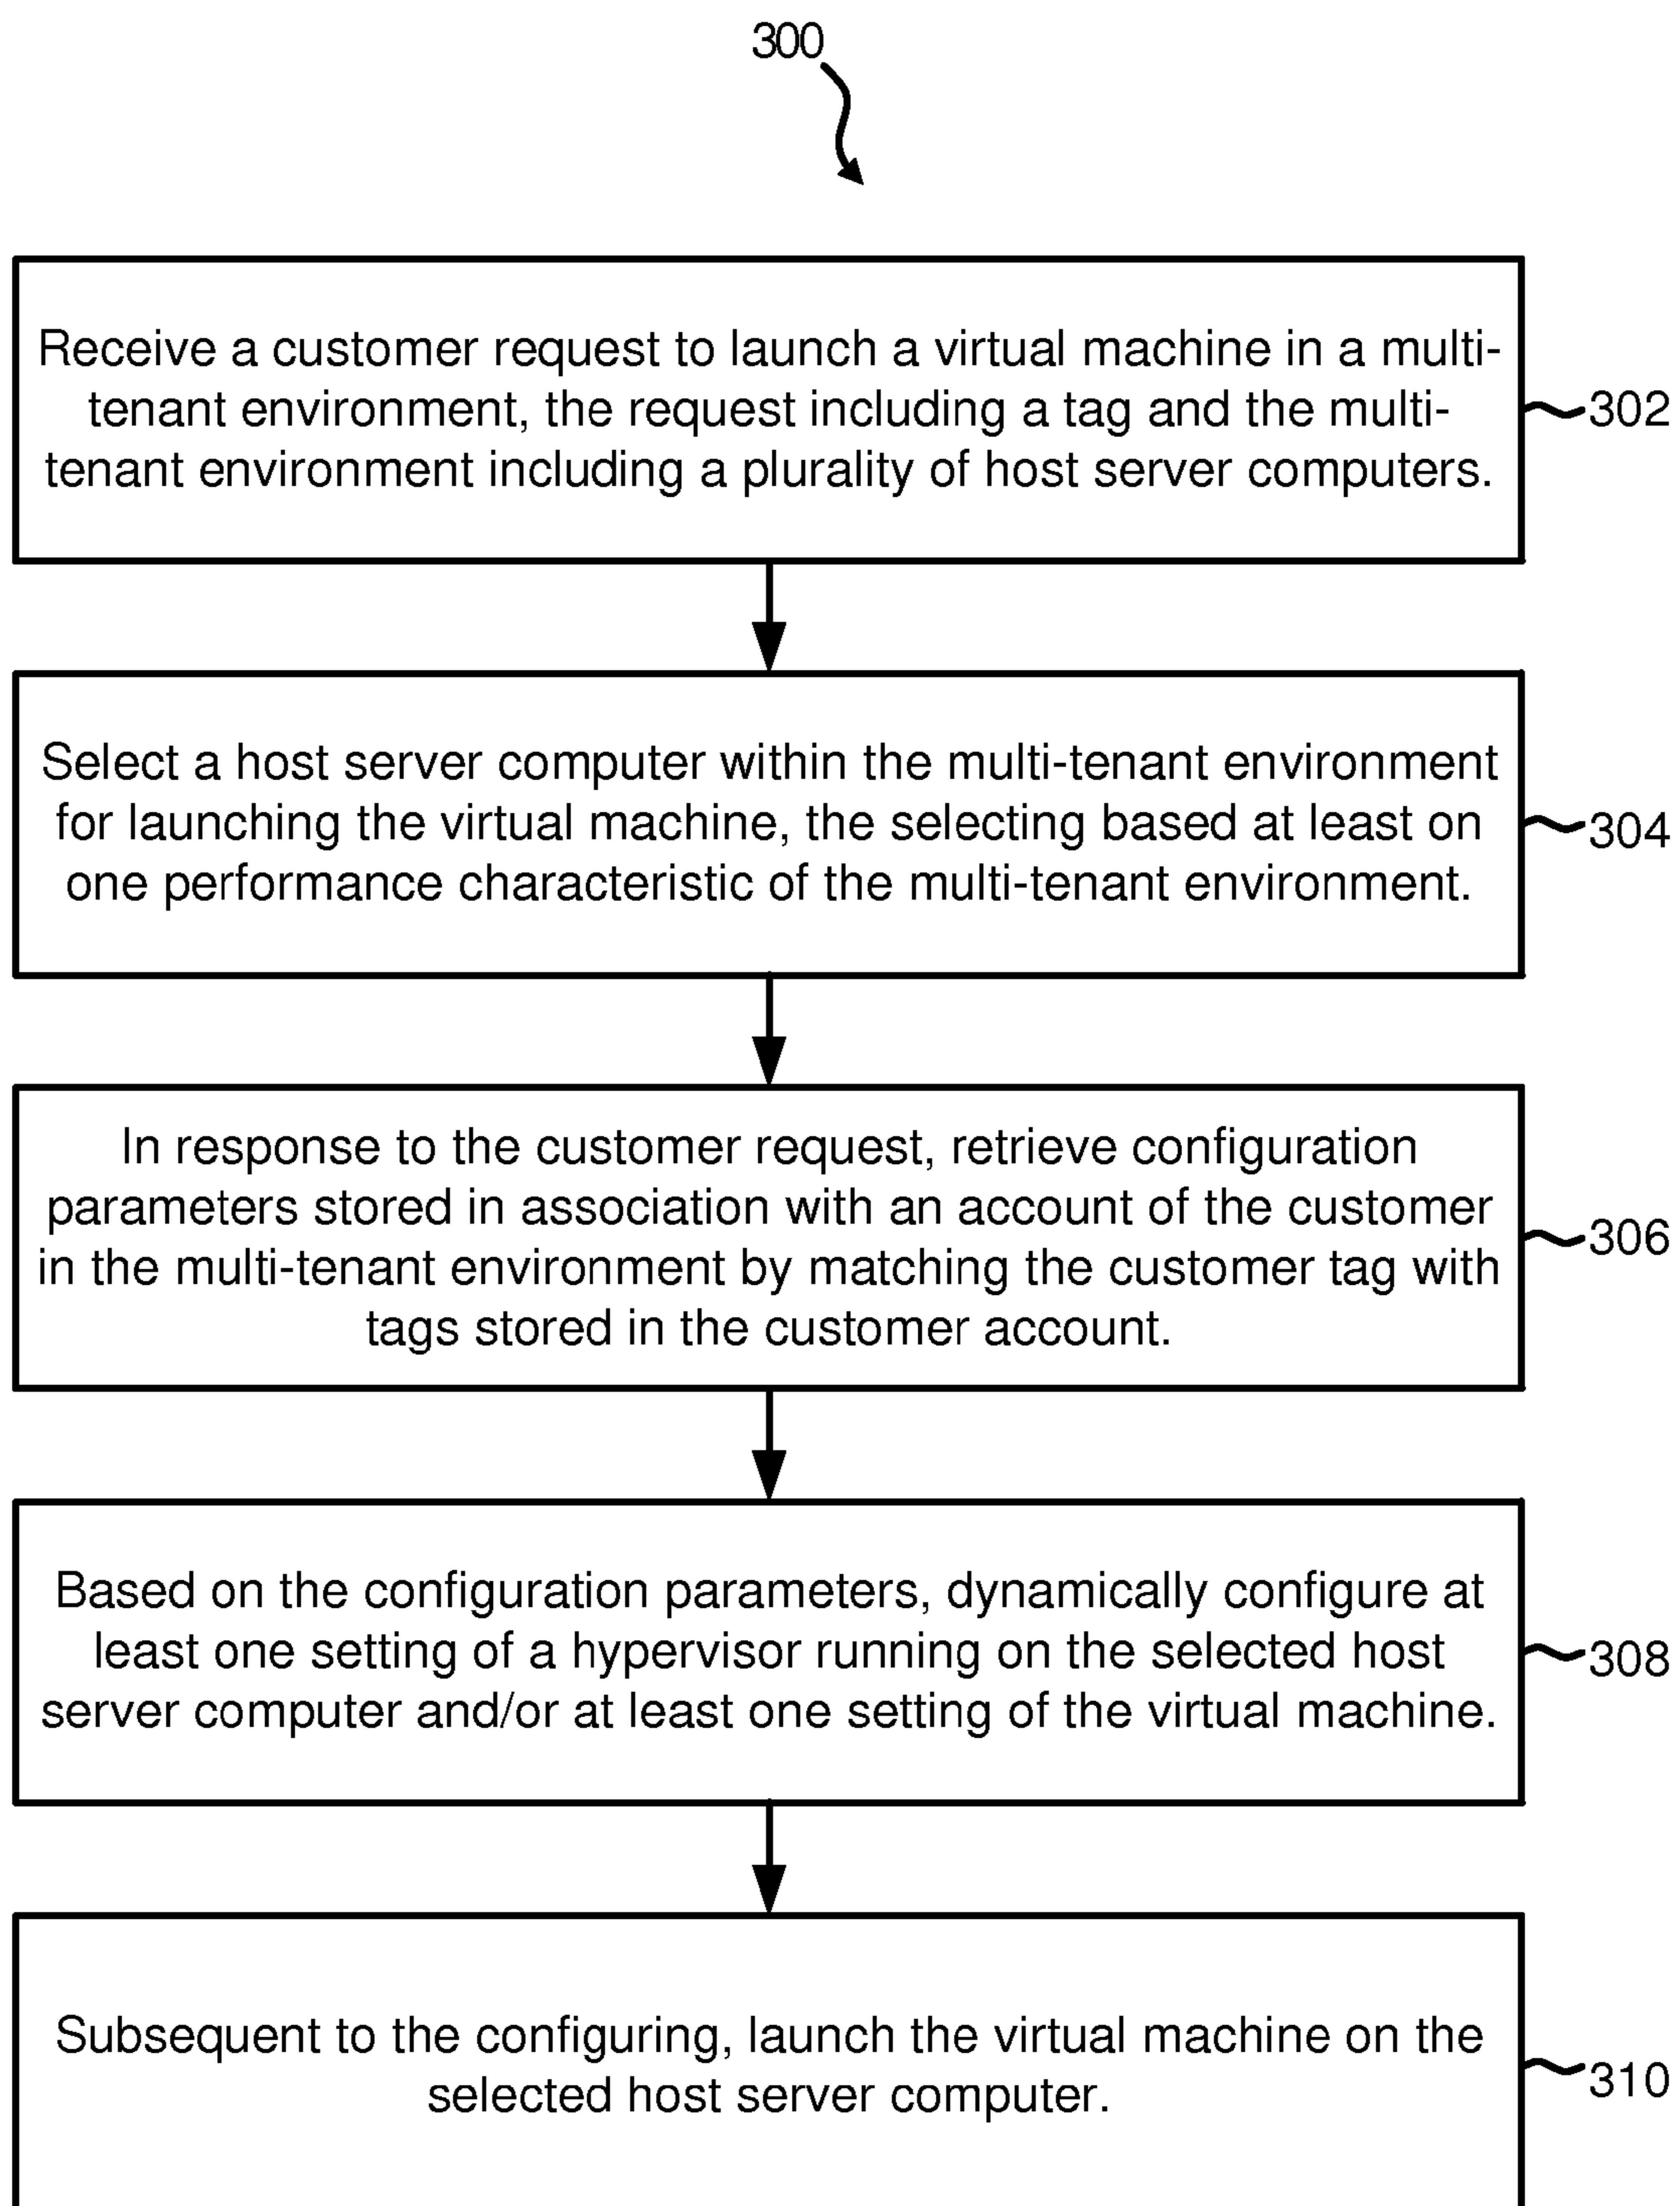 300
Receive a customer request to launch a virtual machine in a multi-
tenant environment, the request including a tag and the multi-
tenant environment including a plurality of host server computers.
302
Select a host server computer within the multi-tenant environment
for launching the virtual machine, the selecting based at least on
one performance characteristic of the multi-tenant environment.
304
In response to the customer request, retrieve configuration
parameters stored in association with an account of the customer
in the multi-tenant environment by matching the customer tag with
tags stored in the customer account.
306
Based on the configuration parameters, dynamically configure at
least one setting of a hypervisor running on the selected host
server computer and/or at least one setting of the virtual machine.
308
Subsequent to the configuring, launch the virtual machine on the
selected host server computer.
310